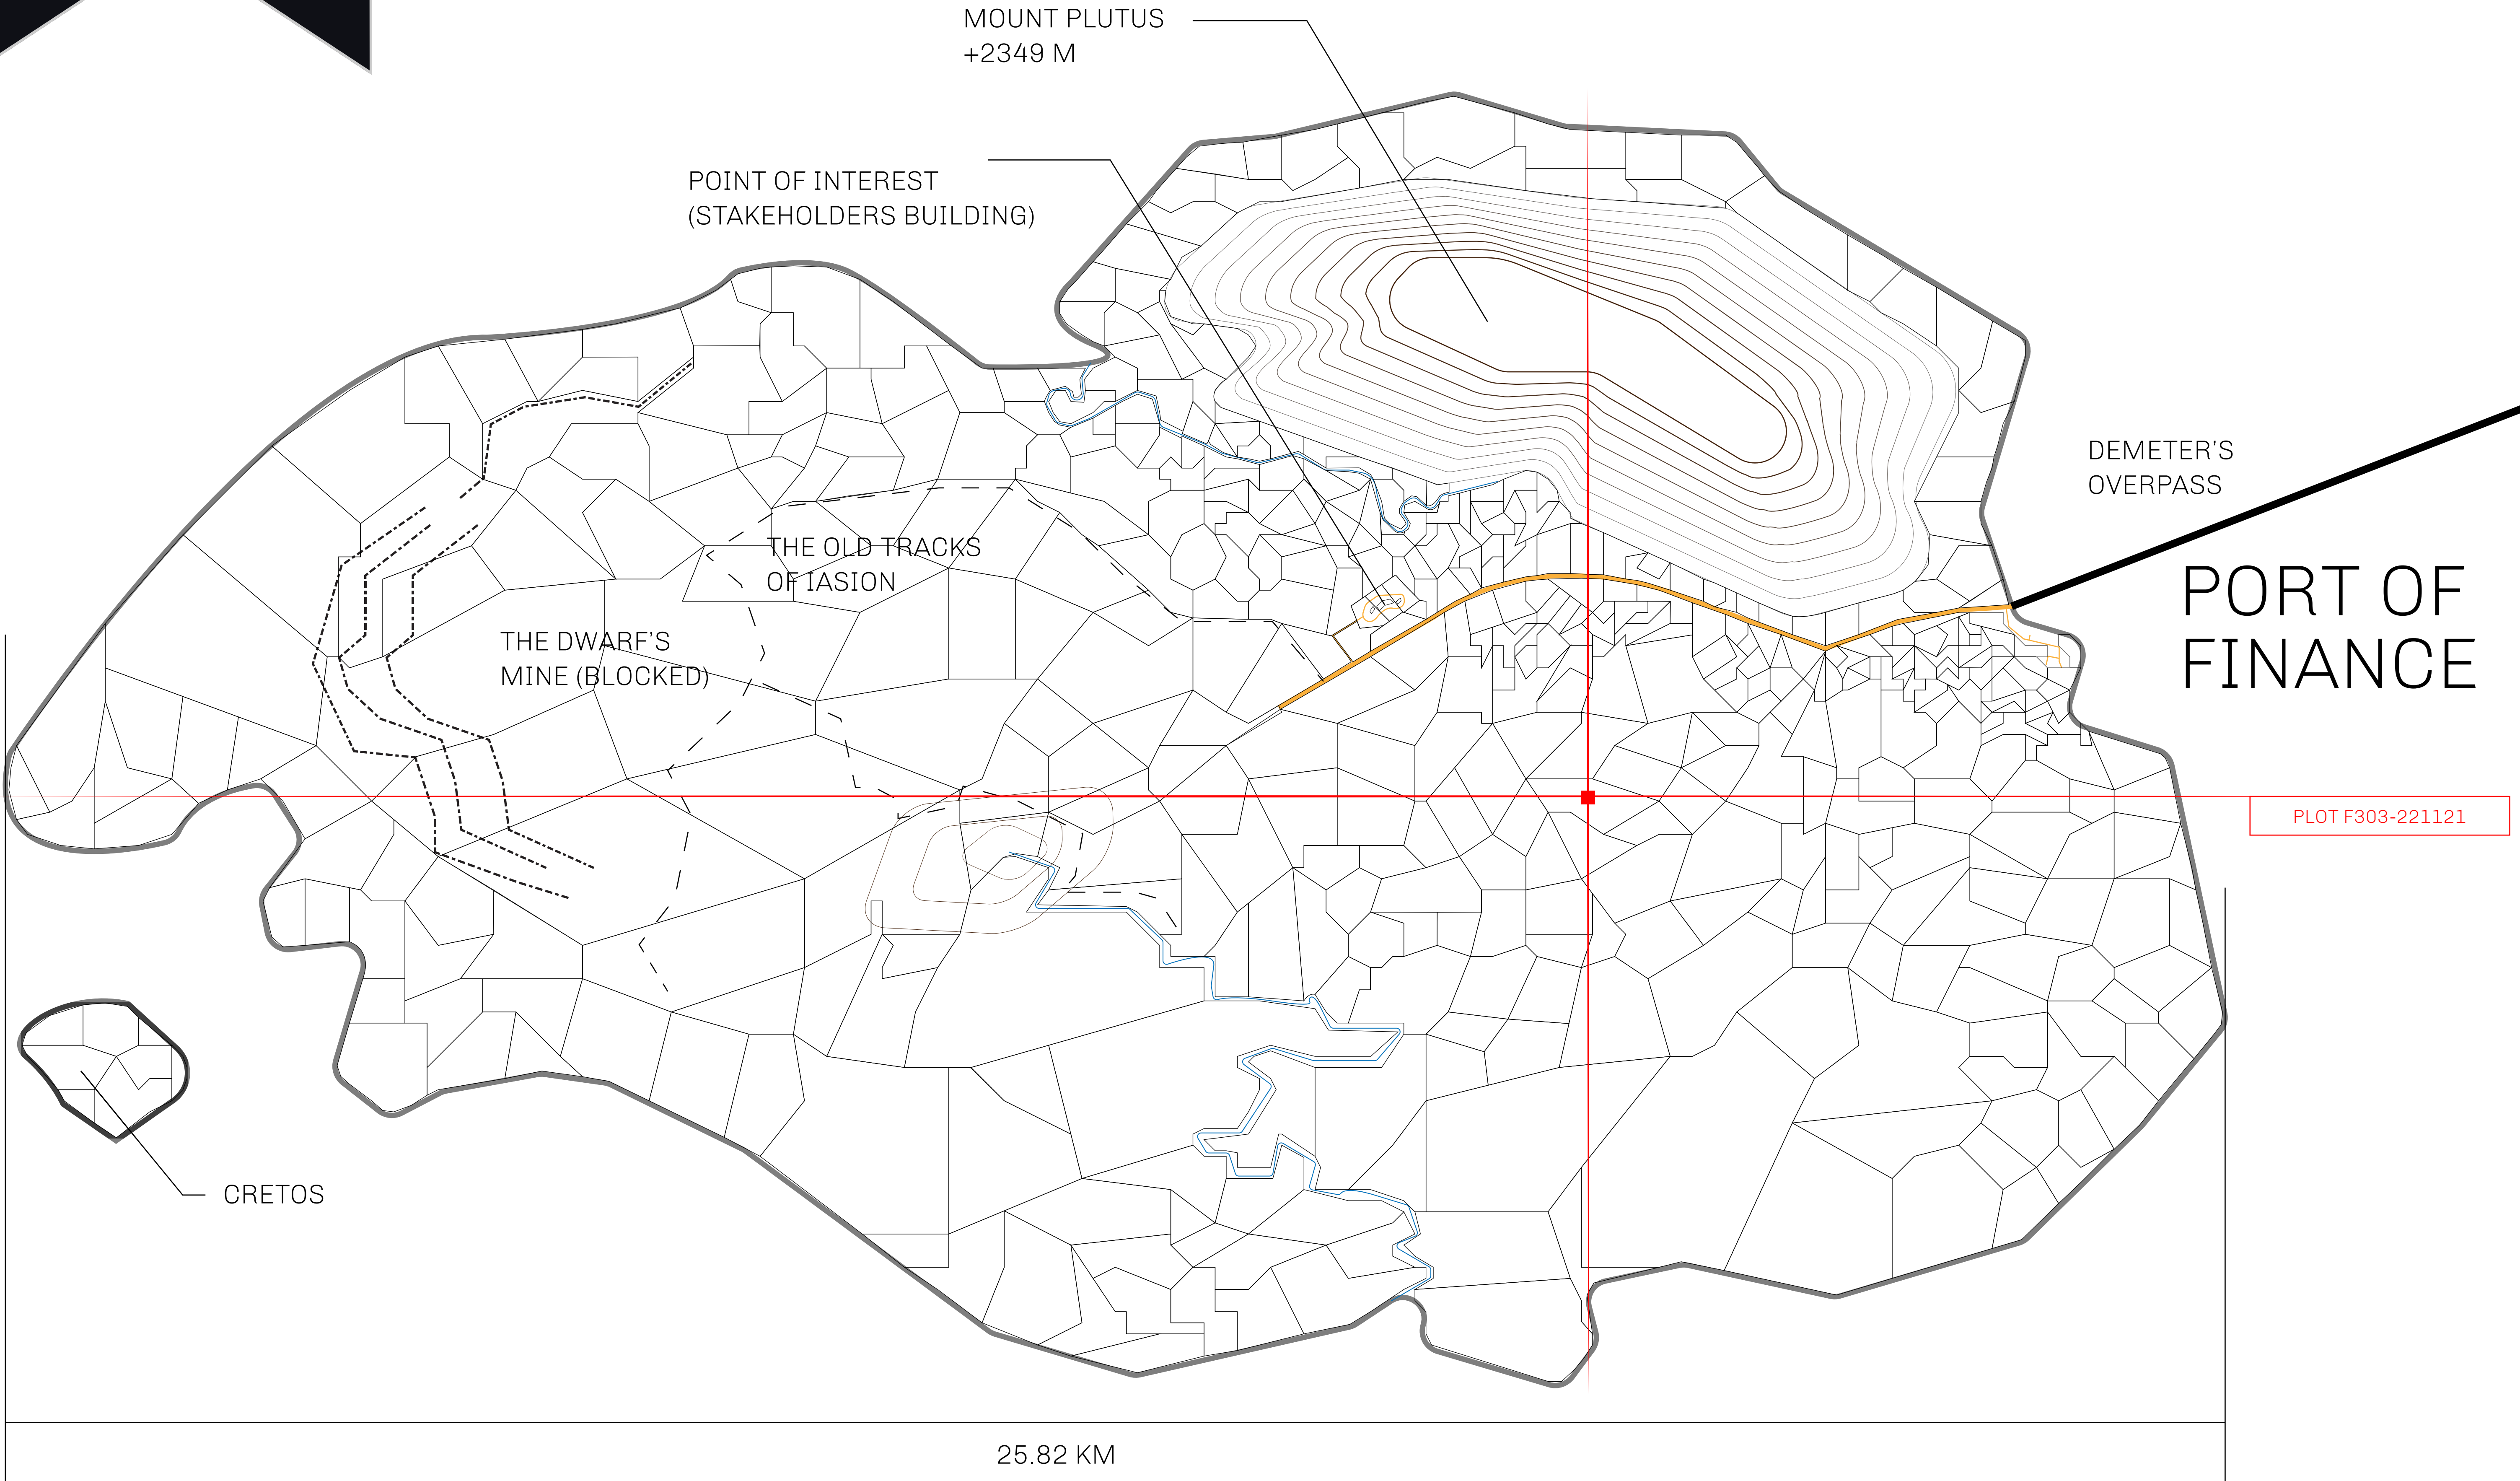 MOUNT PLUTUS
+2349 M
POINT OF INTEREST
(STAKEHOLDERS BUILDING)
DEMETER'S
OVERPASS
THE OLD TRACKS
OF IASION
PORT OF
FINANCE
THE DWARF'S
MINE (BLOCKED)
PLOT F303-221121
CRETOS
25.82 KM